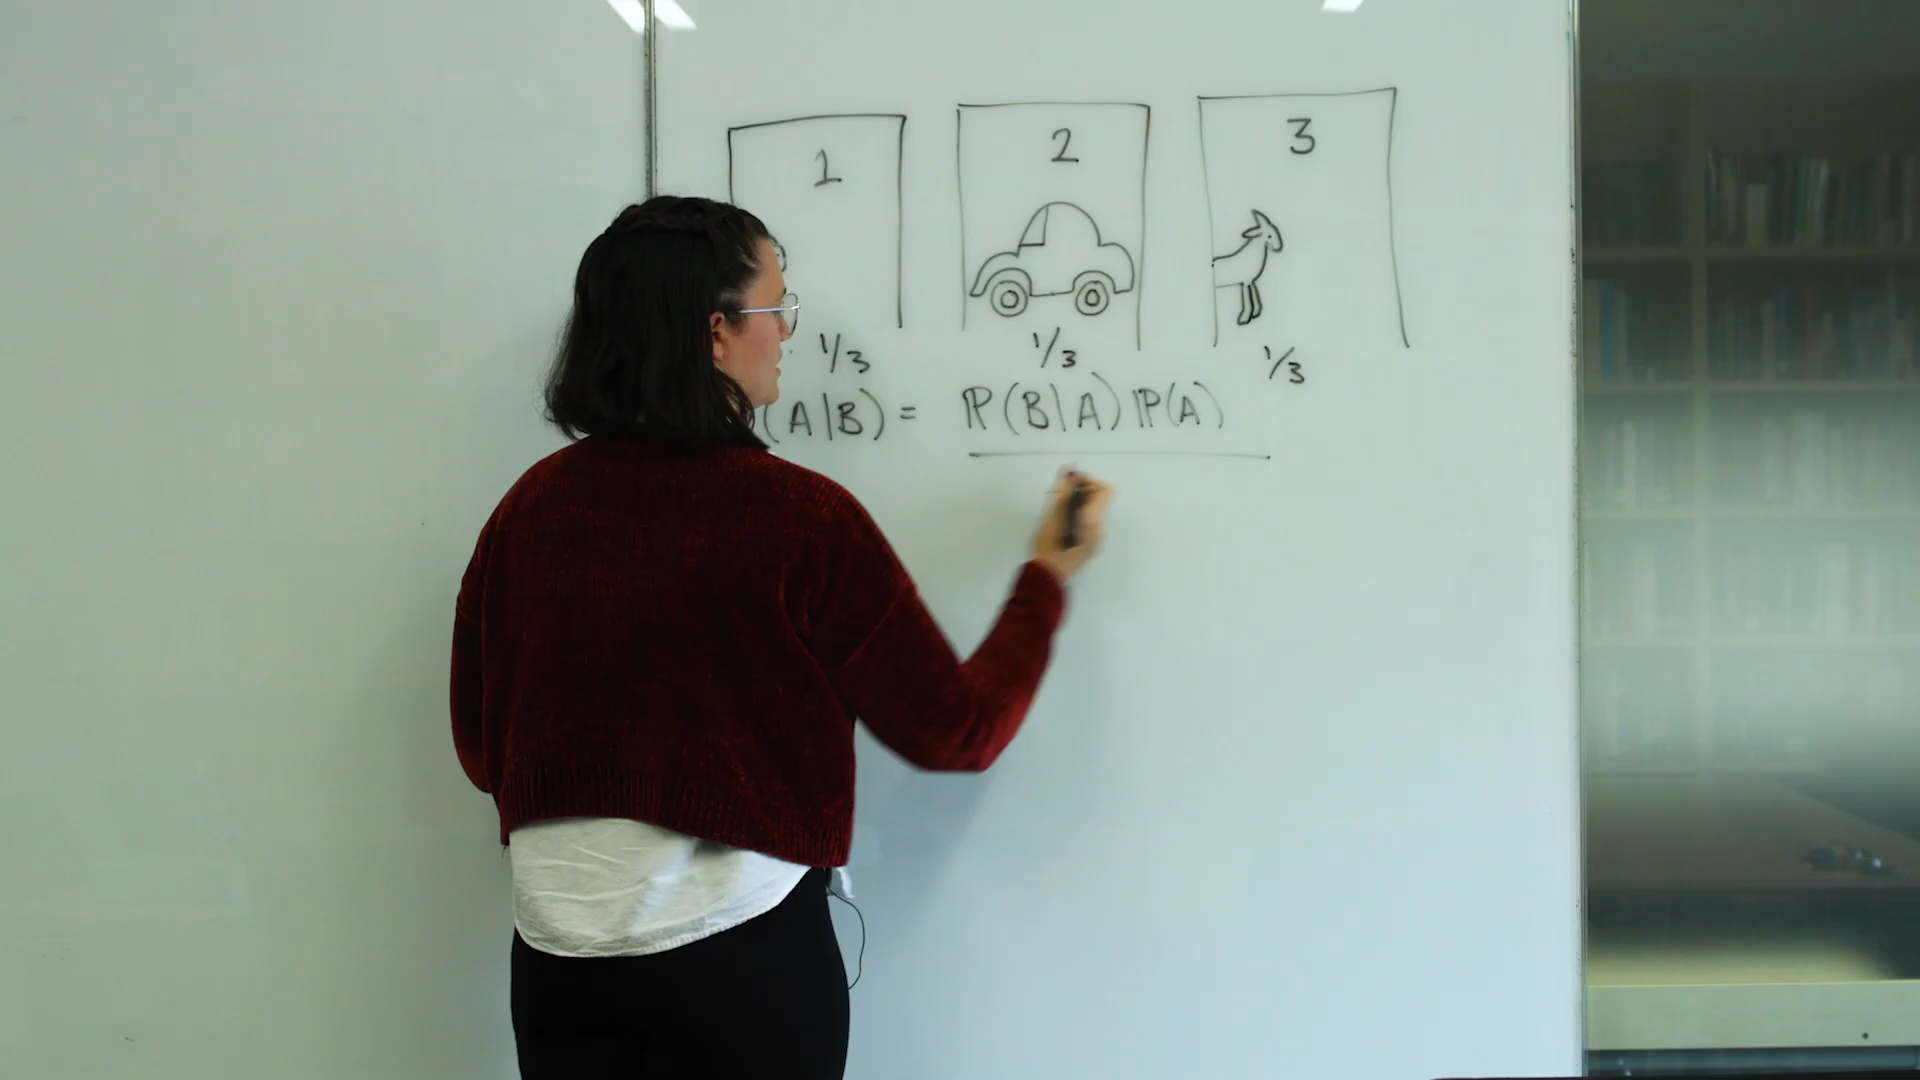 1 2 3
1/3 1/3 1/3
(A|B) = ℙ(B|A)ℙ(A)